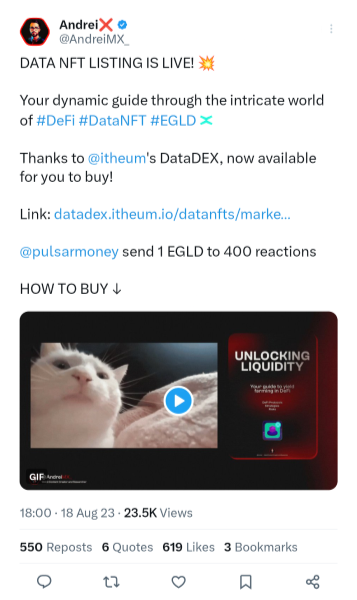 Andrei❌
@AndreiMX_
DATA NFT LISTING IS LIVE! 💥
Your dynamic guide through the intricate world
of #DeFi #DataNFT #EGLD
Thanks to @itheum's DataDEX, now available
for you to buy!
Link: datadex.itheum.io/datanfts/marke...
@pulsarmoney send 1 EGLD to 400 reactions
HOW TO BUY ↓
UNLOCKING
LIQUIDITY
Your guide to yield
farming in DeFi
GIF
18:00 · 18 Aug 23 · 23.5K Views
550 Reposts 6 Quotes 619 Likes 3 Bookmarks